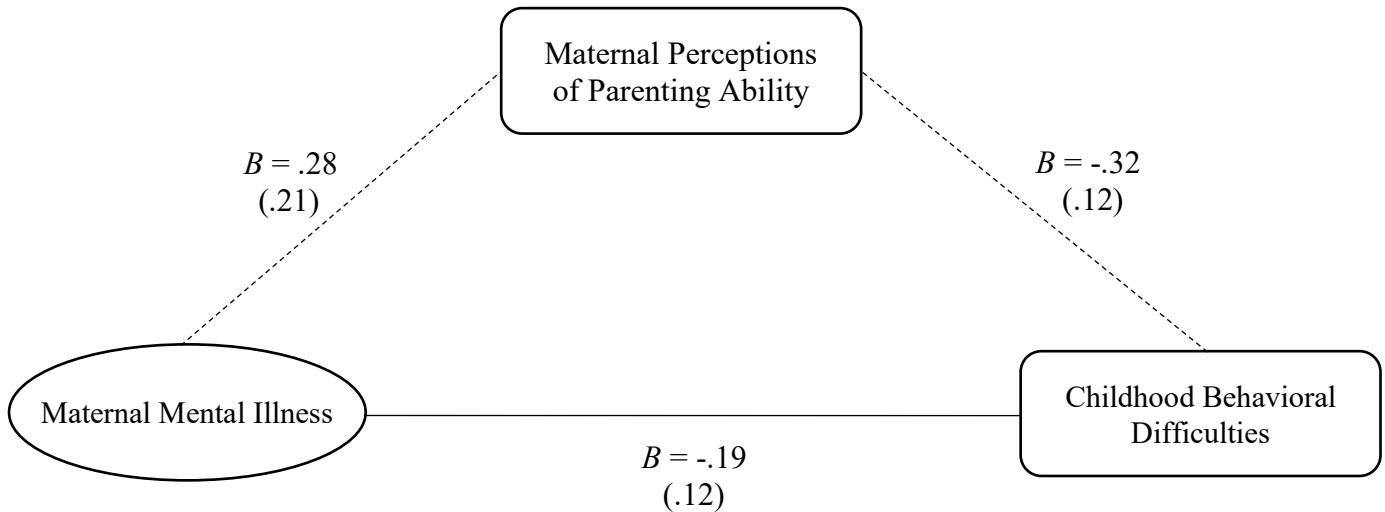 Maternal Perceptions
of Parenting Ability
B = .28
(.21)
B = -.32
(.12)
Maternal Mental Illness
Childhood Behavioral
Difficulties
B = -.19
(.12)